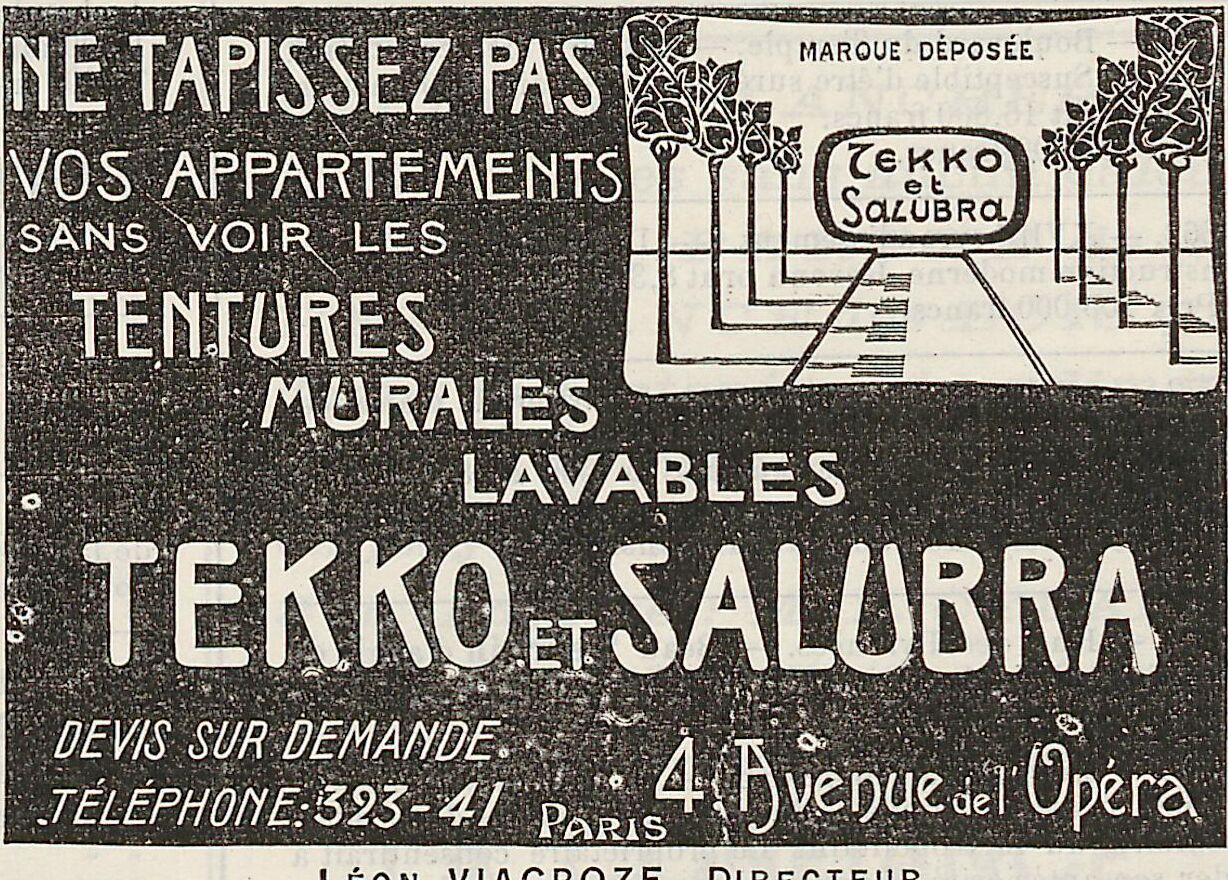 NE TAPISSEZ PAS
VOS APPARTEMENTS
SANS VOIR LES
TENTURES
MURALES
LAVABLES
MARQUE DÉPOSÉE
TEKKO
et
SALUBRA
TEKKO ET SALUBRA
DEVIS SUR DEMANDE.
TÉLÉPHONE: 323-41
PARIS
4, Avenue de l'Opéra
LÉON VIACROZE DIRECTEUR